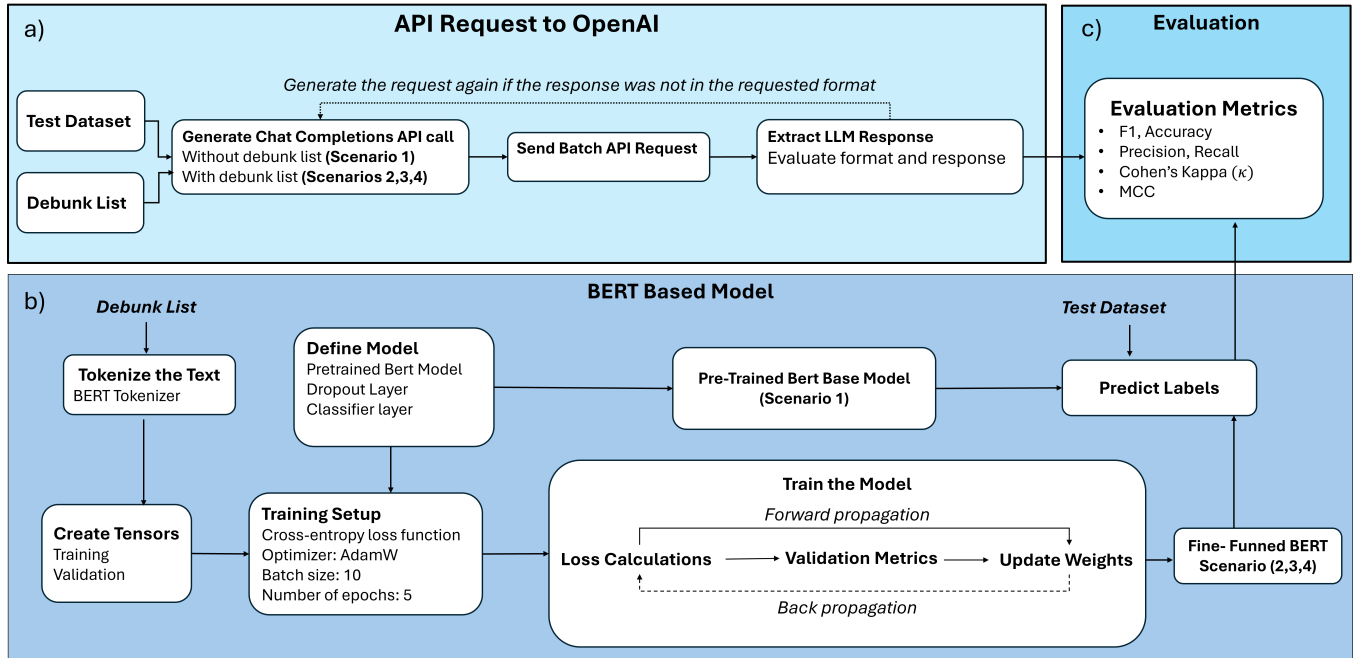 a)
API Request to OpenAI
Generate the request again if the response was not in the requested format
Test Dataset
Debunk List
Generate Chat Completions API call
Without debunk list (Scenario 1)
With debunk list (Scenarios 2,3,4)
Send Batch API Request
Extract LLM Response
Evaluate format and response
c)
Evaluation
Evaluation Metrics
• F1, Accuracy
• Precision, Recall
• Cohen's Kappa (κ)
• MCC
b)
BERT Based Model
Debunk List
Tokenize the Text
BERT Tokenizer
Create Tensors
Training
Validation
Define Model
Pretrained Bert Model
Dropout Layer
Classifier layer
Training Setup
Cross-entropy loss function
Optimizer: AdamW
Batch size: 10
Number of epochs: 5
Pre-Trained Bert Base Model
(Scenario 1)
Test Dataset
Predict Labels
Train the Model
Forward propagation
Loss Calculations
Validation Metrics
Update Weights
Back propagation
Fine- Funned BERT
Scenario (2,3,4)